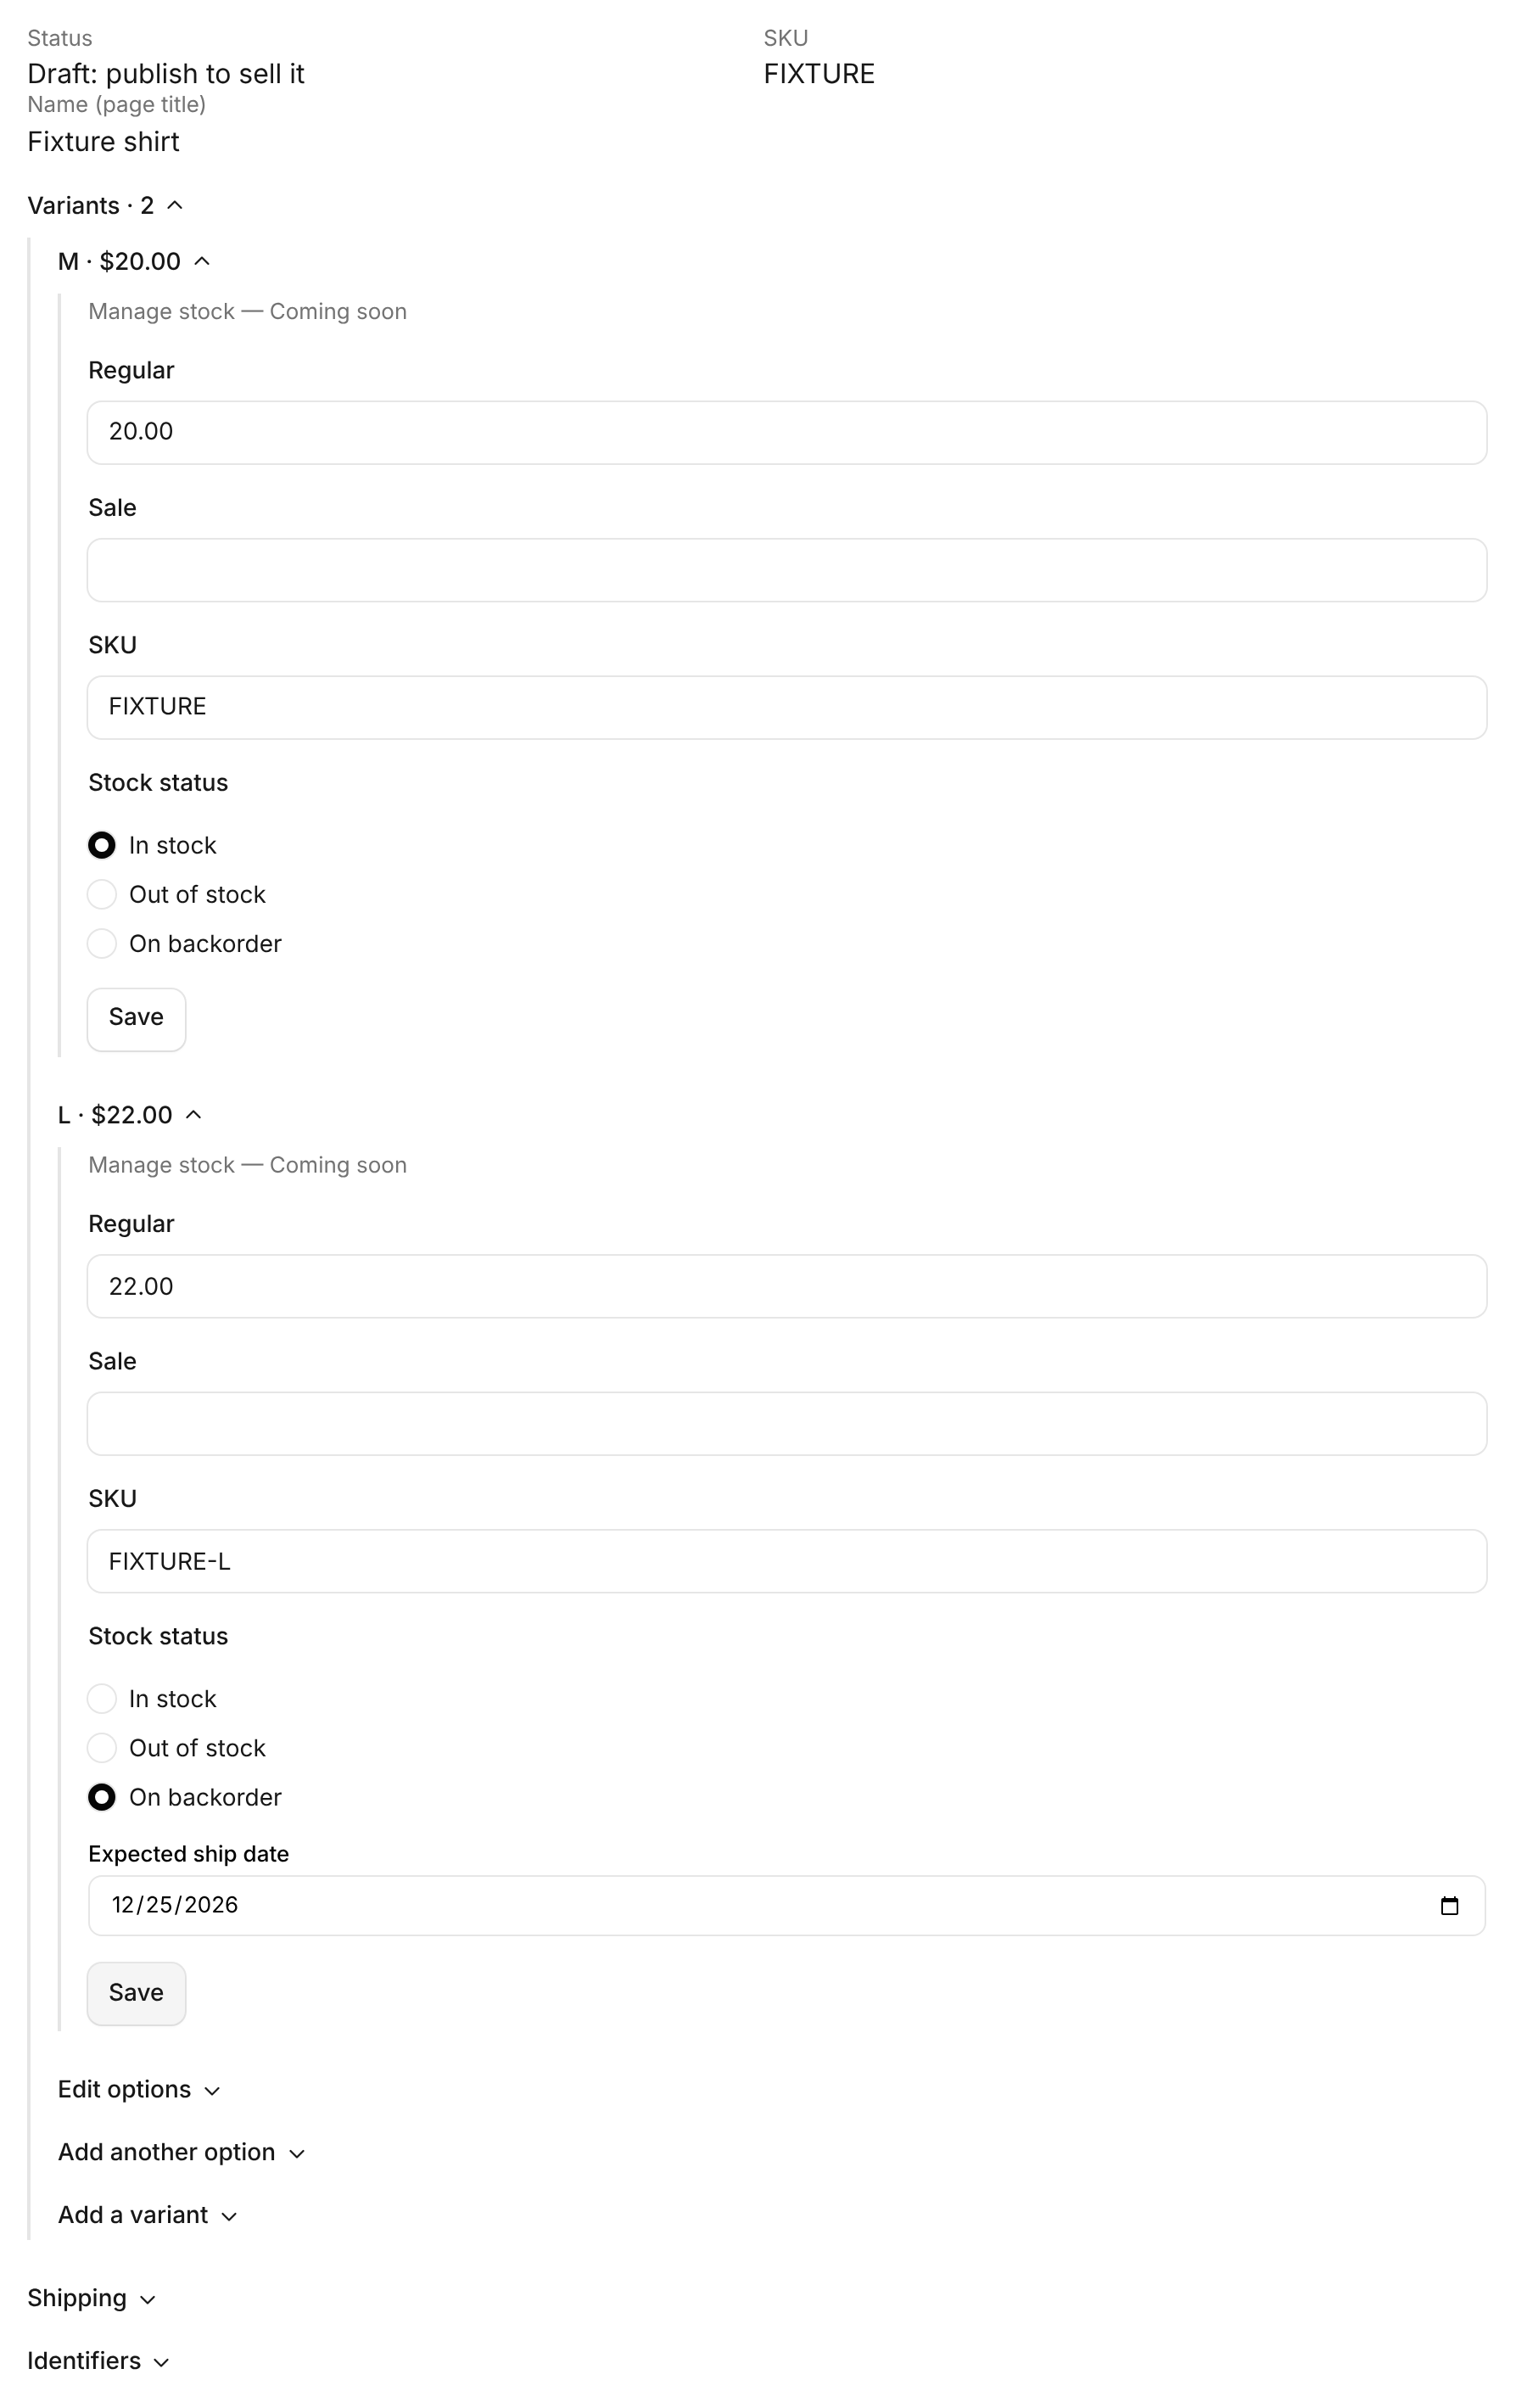 Status
Draft: publish to sell it
SKU
FIXTURE
Name (page title)
Fixture shirt
Variants · 2
M · $20.00
Manage stock — Coming soon
Regular
20.00
Sale
SKU
FIXTURE
Stock status
In stock
Out of stock
On backorder
Save
L · $22.00
Manage stock — Coming soon
Regular
22.00
Sale
SKU
FIXTURE-L
Stock status
In stock
Out of stock
On backorder
Expected ship date
12/25/2026
Save
Edit options
Add another option
Add a variant
Shipping
Identifiers